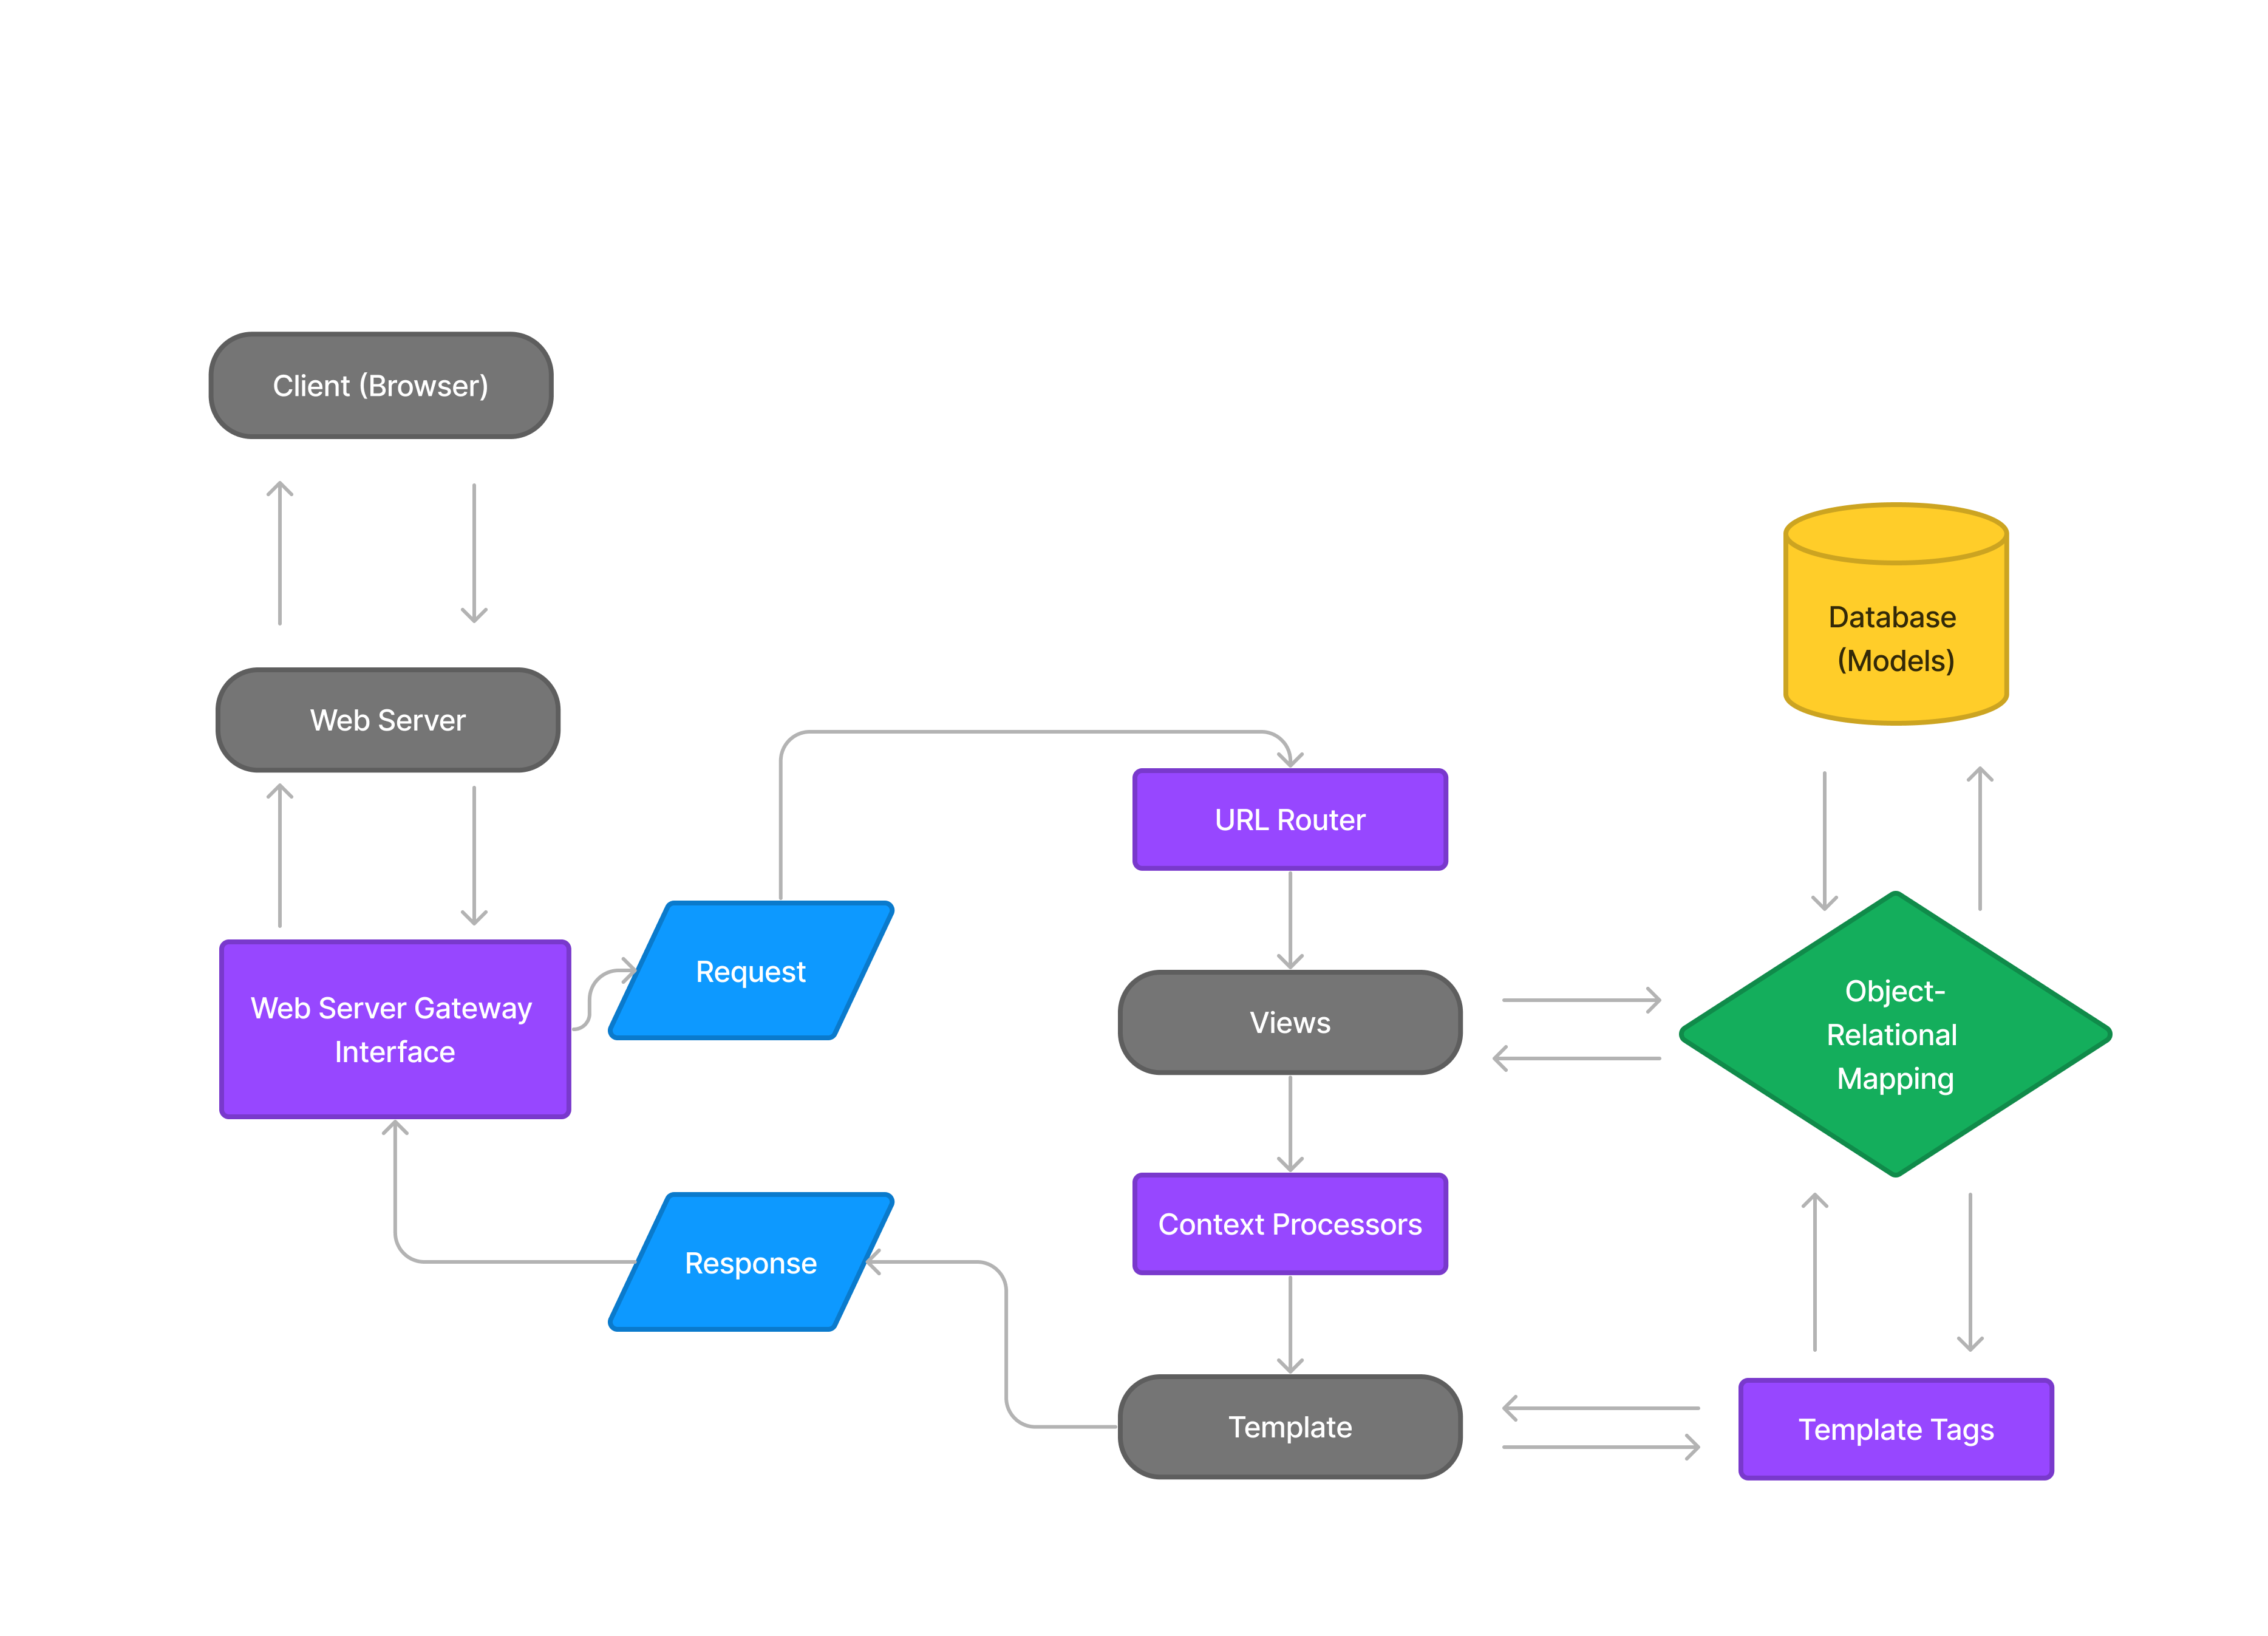 Client (Browser)
Web Server
Web Server Gateway
Interface
Request
Response
URL Router
Views
Context Processors
Template
Database
(Models)
Object-
Relational
Mapping
Template Tags